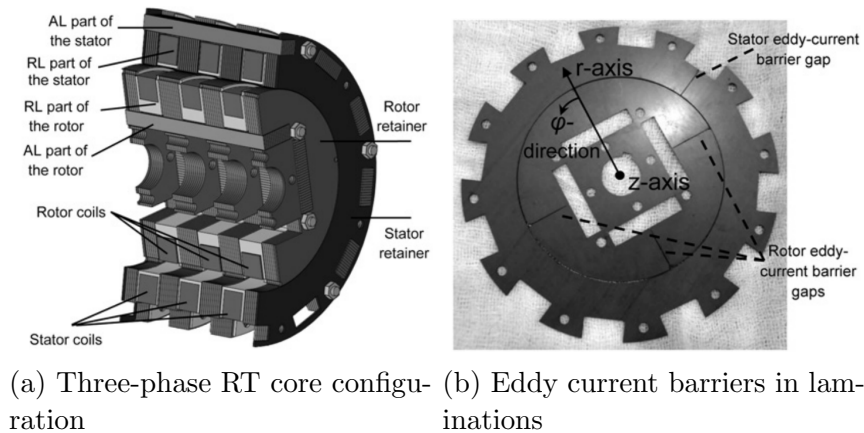 AL part of
the stator
RL part of
the stator
RL part of
the rotor
AL part of
the rotor
Rotor coils
Stator coils
Rotor
retainer
Stator
retainer
Stator eddy-current
barrier gap
r-axis
φ-
direction
z-axis
Rotor eddy-
current barrier
gaps
(a) Three-phase RT core configu-
ration
(b) Eddy current barriers in lam-
inations